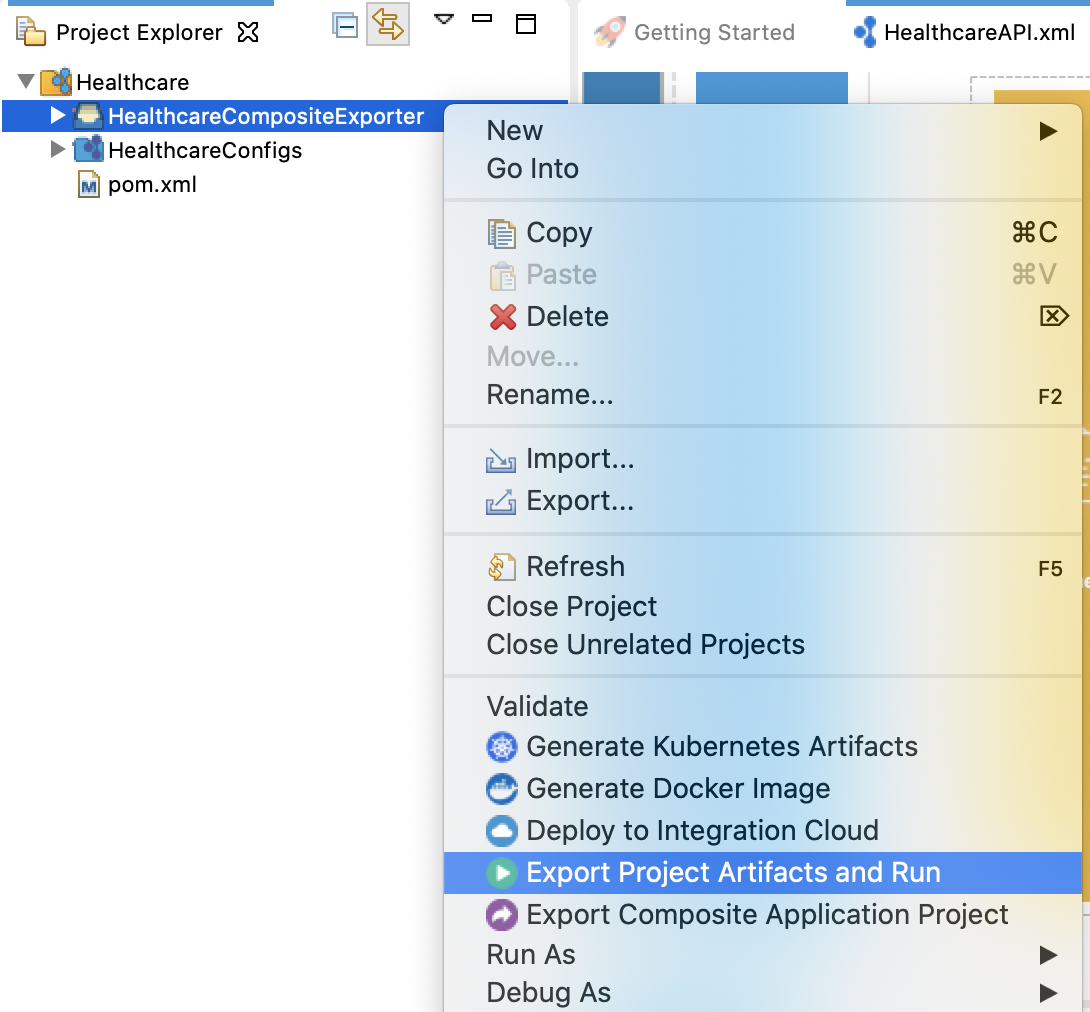 Project Explorer
Getting Started
HealthcareAPI.xml
Healthcare
HealthcareCompositeExporter
HealthcareConfigs
M pom.xml
New
Go Into
Copy ⌘C
Paste ⌘V
Delete ⌦
Move...
Rename... F2
Import...
Export...
Refresh F5
Close Project
Close Unrelated Projects
Validate
Generate Kubernetes Artifacts
Generate Docker Image
Deploy to Integration Cloud
Export Project Artifacts and Run
Export Composite Application Project
Run As
Debug As